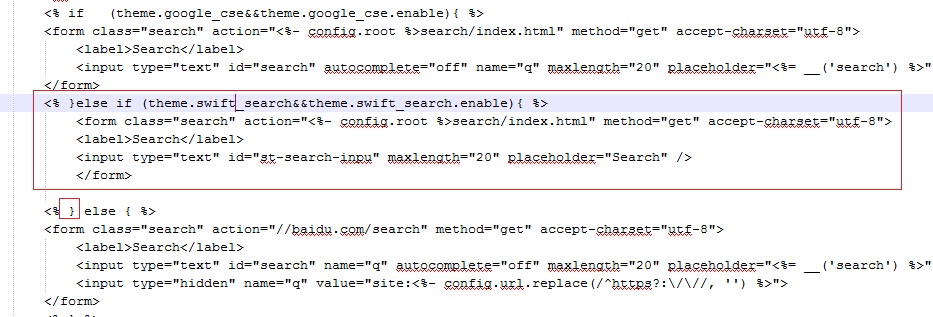 <% if   (theme.google_cse&&theme.google_cse.enable){ %>
<form class="search" action="<%- config.root %>search/index.html" method="get" accept-charset="utf-8">
<label>Search</label>
<input type="text" id="search" autocomplete="off" name="q" maxlength="20" placeholder="<%= __('search') %>"
</form>
<% }else if (theme.swift_search&&theme.swift_search.enable){ %>
<form class="search" action="<%- config.root %>search/index.html" method="get" accept-charset="utf-8">
<label>Search</label>
<input type="text" id="st-search-inpu" maxlength="20" placeholder="Search" />
</form>
<% } else { %>
<form class="search" action="//baidu.com/search" method="get" accept-charset="utf-8">
<label>Search</label>
<input type="text" id="search" name="q" autocomplete="off" maxlength="20" placeholder="<%= __('search') %>"
<input type="hidden" name="q" value="site:<%- config.url.replace(/^https?:\/\//, '') %>">
</form>
<% } %>